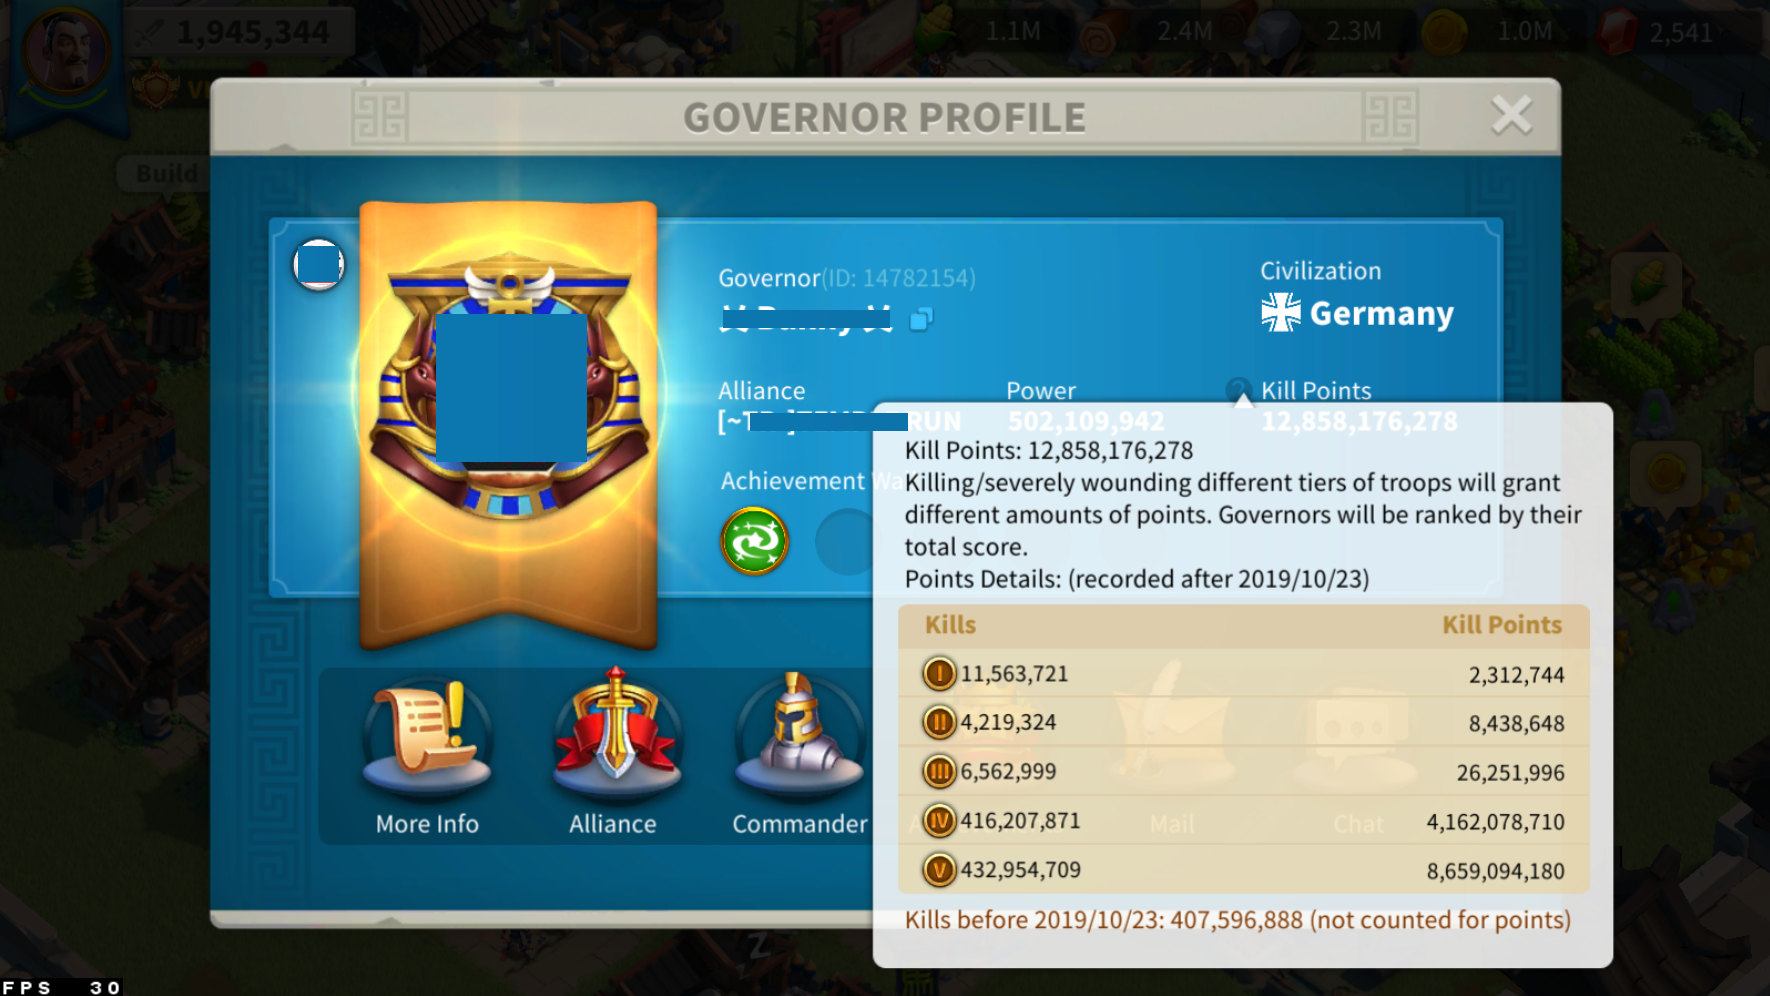 1,945,344
1.1M
2.4M
2.3M
1.0M
2,541
GOVERNOR PROFILE
Build
Governor(ID: 14782154)
Civilization
Germany
Alliance
Power
Kill Points
RUN
502,109,942
12,858,176,278
Achievement
Kill Points: 12,858,176,278
Killing/severely wounding different tiers of troops will grant
different amounts of points. Governors will be ranked by their
total score.
Points Details: (recorded after 2019/10/23)
Kills Kill Points
I 11,563,721 2,312,744
II 4,219,324 8,438,648
III 6,562,999 26,251,996
IV 416,207,871 4,162,078,710
V 432,954,709 8,659,094,180
Kills before 2019/10/23: 407,596,888 (not counted for points)
More Info
Alliance
Commander
Mail
Chat
FPS 30